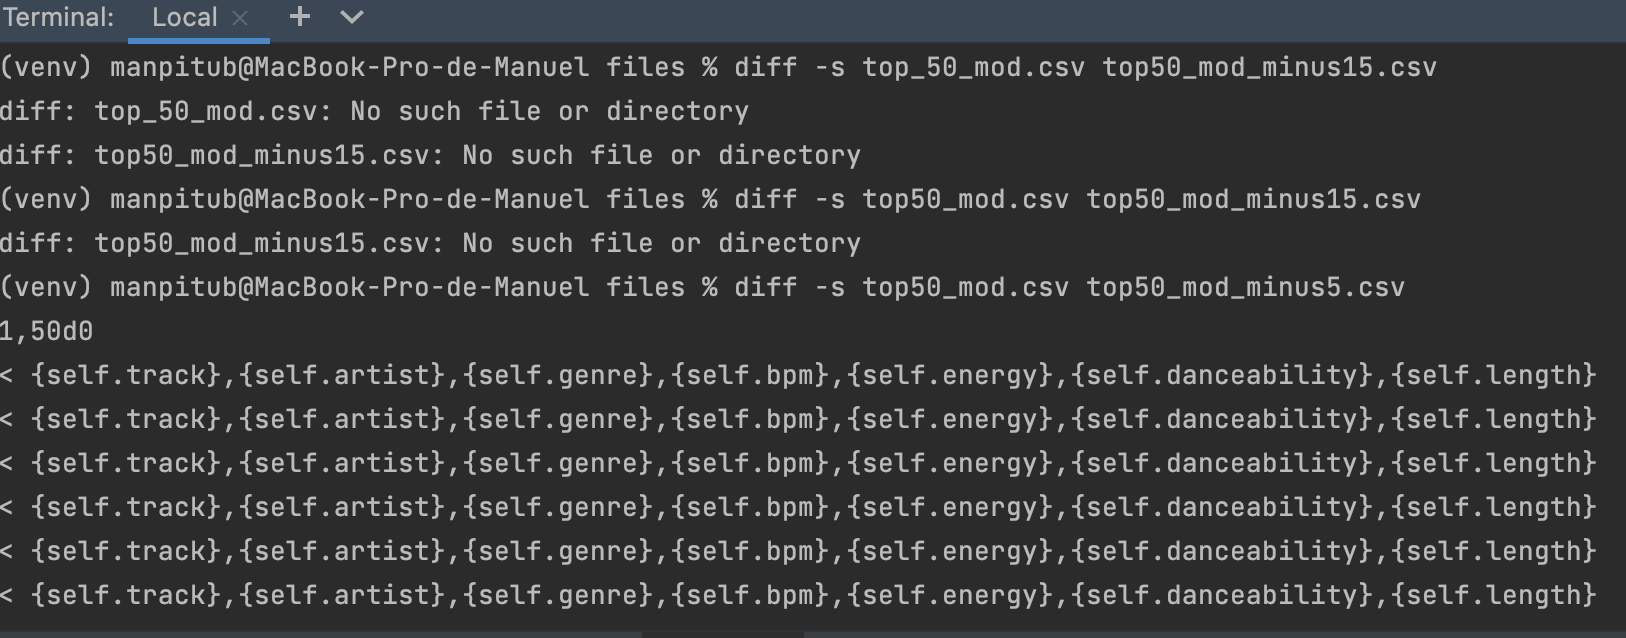 Terminal: Local × + 
(venv) manpitub@MacBook-Pro-de-Manuel files % diff -s top_50_mod.csv top50_mod_minus15.csv
diff: top_50_mod.csv: No such file or directory
diff: top50_mod_minus15.csv: No such file or directory
(venv) manpitub@MacBook-Pro-de-Manuel files % diff -s top50_mod.csv top50_mod_minus15.csv
diff: top50_mod_minus15.csv: No such file or directory
(venv) manpitub@MacBook-Pro-de-Manuel files % diff -s top50_mod.csv top50_mod_minus5.csv
1,50d0
< {self.track},{self.artist},{self.genre},{self.bpm},{self.energy},{self.danceability},{self.length}
< {self.track},{self.artist},{self.genre},{self.bpm},{self.energy},{self.danceability},{self.length}
< {self.track},{self.artist},{self.genre},{self.bpm},{self.energy},{self.danceability},{self.length}
< {self.track},{self.artist},{self.genre},{self.bpm},{self.energy},{self.danceability},{self.length}
< {self.track},{self.artist},{self.genre},{self.bpm},{self.energy},{self.danceability},{self.length}
< {self.track},{self.artist},{self.genre},{self.bpm},{self.energy},{self.danceability},{self.length}